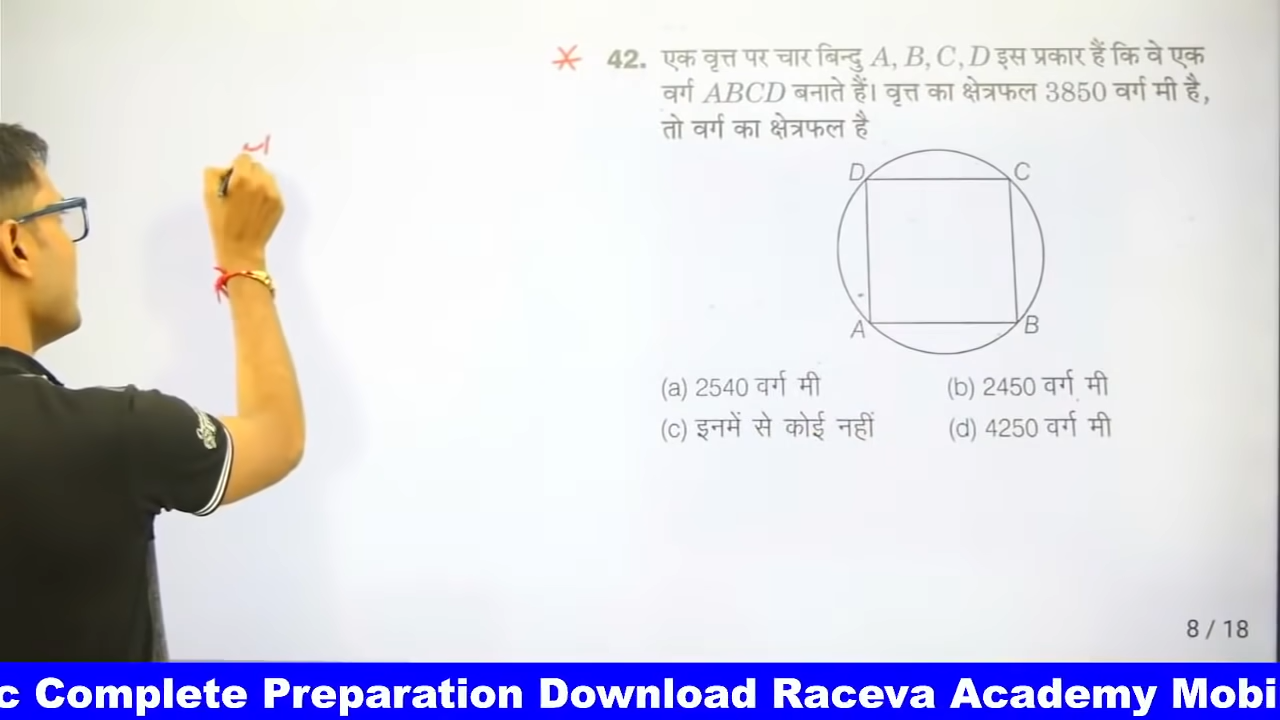 42. एक वृत्त पर चार बिन्दु A, B, C, D इस प्रकार हैं कि वे एक
वर्ग ABCD बनाते हैं। वृत्त का क्षेत्रफल 3850 वर्ग मी है,
तो वर्ग का क्षेत्रफल है
D C
A B
(a) 2540 वर्ग मी (b) 2450 वर्ग मी
(c) इनमें से कोई नहीं (d) 4250 वर्ग मी
8 / 18
c Complete Preparation Download Raceva Academy Mobi